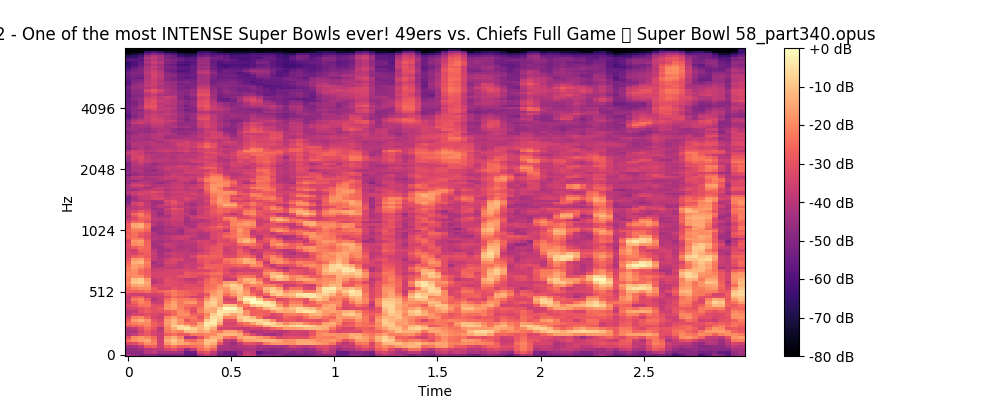 2 - One of the most INTENSE Super Bowls ever! 49ers vs. Chiefs Full Game Super Bowl 58_part340.opus
+0 dB
4096
-10 dB
-20 dB
2048
-30 dB
Hz
-40 dB
1024
-50 dB
512
-60 dB
-70 dB
0
-80 dB
0
0.5
1
1.5
2
2.5
Time